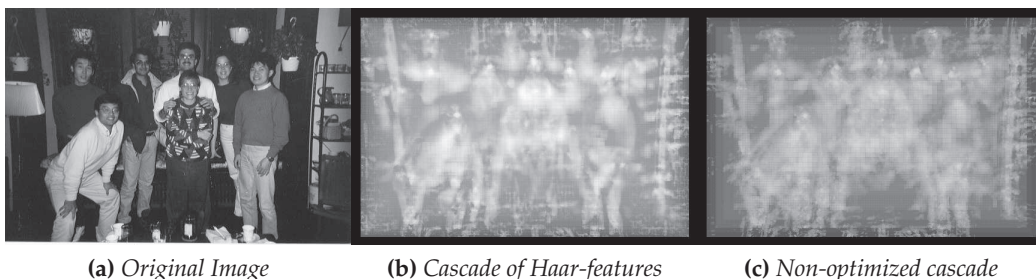 (a) Original Image
(b) Cascade of Haar-features
(c) Non-optimized cascade